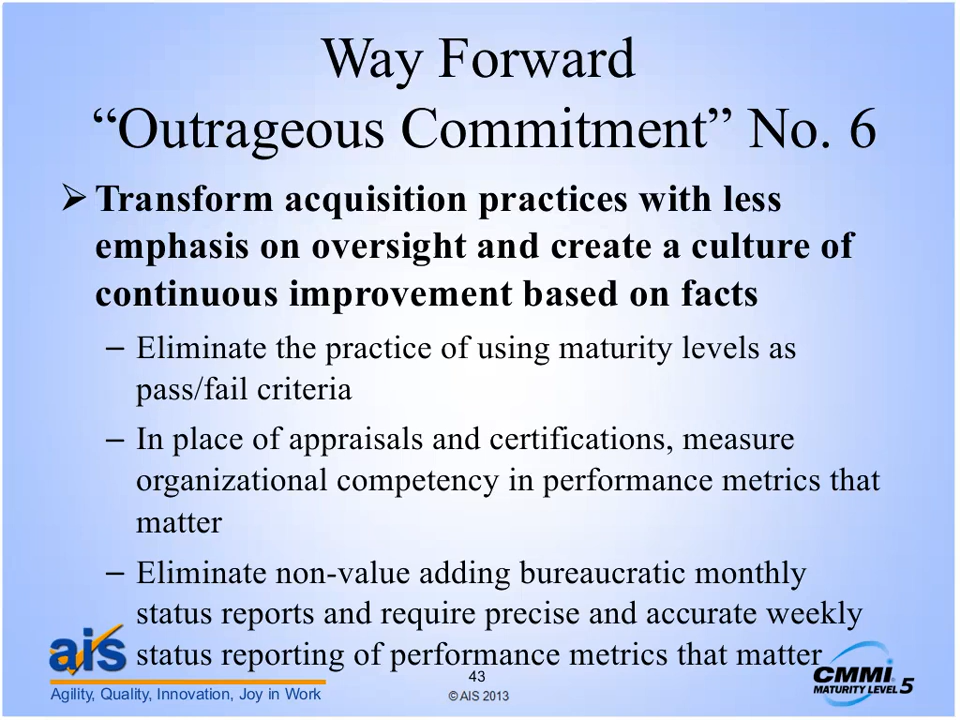 Way Forward
“Outrageous Commitment” No. 6
➢ Transform acquisition practices with less
emphasis on oversight and create a culture of
continuous improvement based on facts
– Eliminate the practice of using maturity levels as
pass/fail criteria
– In place of appraisals and certifications, measure
organizational competency in performance metrics that
matter
– Eliminate non-value adding bureaucratic monthly
status reports and require precise and accurate weekly
status reporting of performance metrics that matter
ais
Agility, Quality, Innovation, Joy in Work
43
© AIS 2013
CMMI
MATURITY LEVEL 5